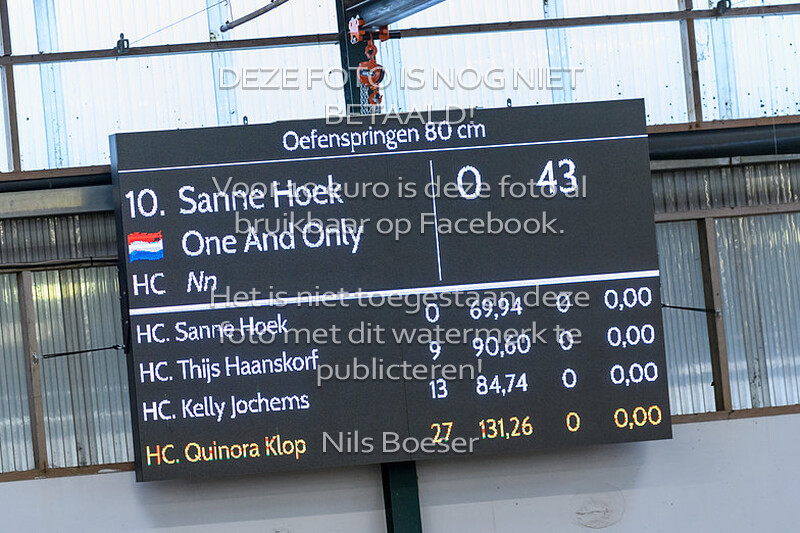 DEZE FOTO IS NOG NIET
BETAALD!
Oefenspringen 80 cm
10. Sanne Hoek 0 43
One And Only
HC Nn
Voor euro is deze foto al
bruikbaar op Facebook.
Het is niet toegestaan deze
foto met dit watermerk te
publiceren!
HC. Sanne Hoek 0 69,94 0 0,00
HC. Thijs Haanskorf 9 90,60 0 0,00
HC. Kelly Jochems 13 84,74 0 0,00
HC. Quinora Klop 27 131,26 0 0,00
Nils Boeser